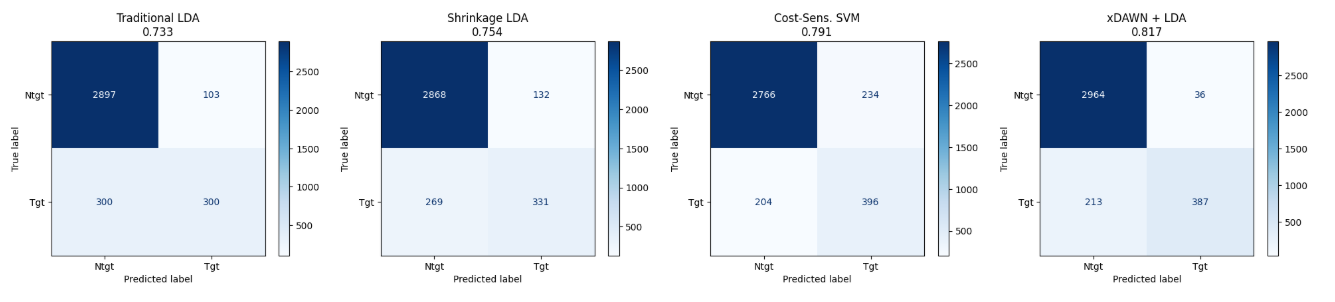 Traditional LDA
0.733
Ntgt
Tgt
True label
2897
103
300
300
Ntgt
Tgt
Predicted label
2500
2000
1500
1000
500
Shrinkage LDA
0.754
Ntgt
Tgt
True label
2868
132
269
331
Ntgt
Tgt
Predicted label
2500
2000
1500
1000
500
Cost-Sens. SVM
0.791
Ntgt
Tgt
True label
2766
234
204
396
Ntgt
Tgt
Predicted label
2500
2000
1500
1000
500
xDAWN + LDA
0.817
Ntgt
Tgt
True label
2964
36
213
387
Ntgt
Tgt
Predicted label
2500
2000
1500
1000
500